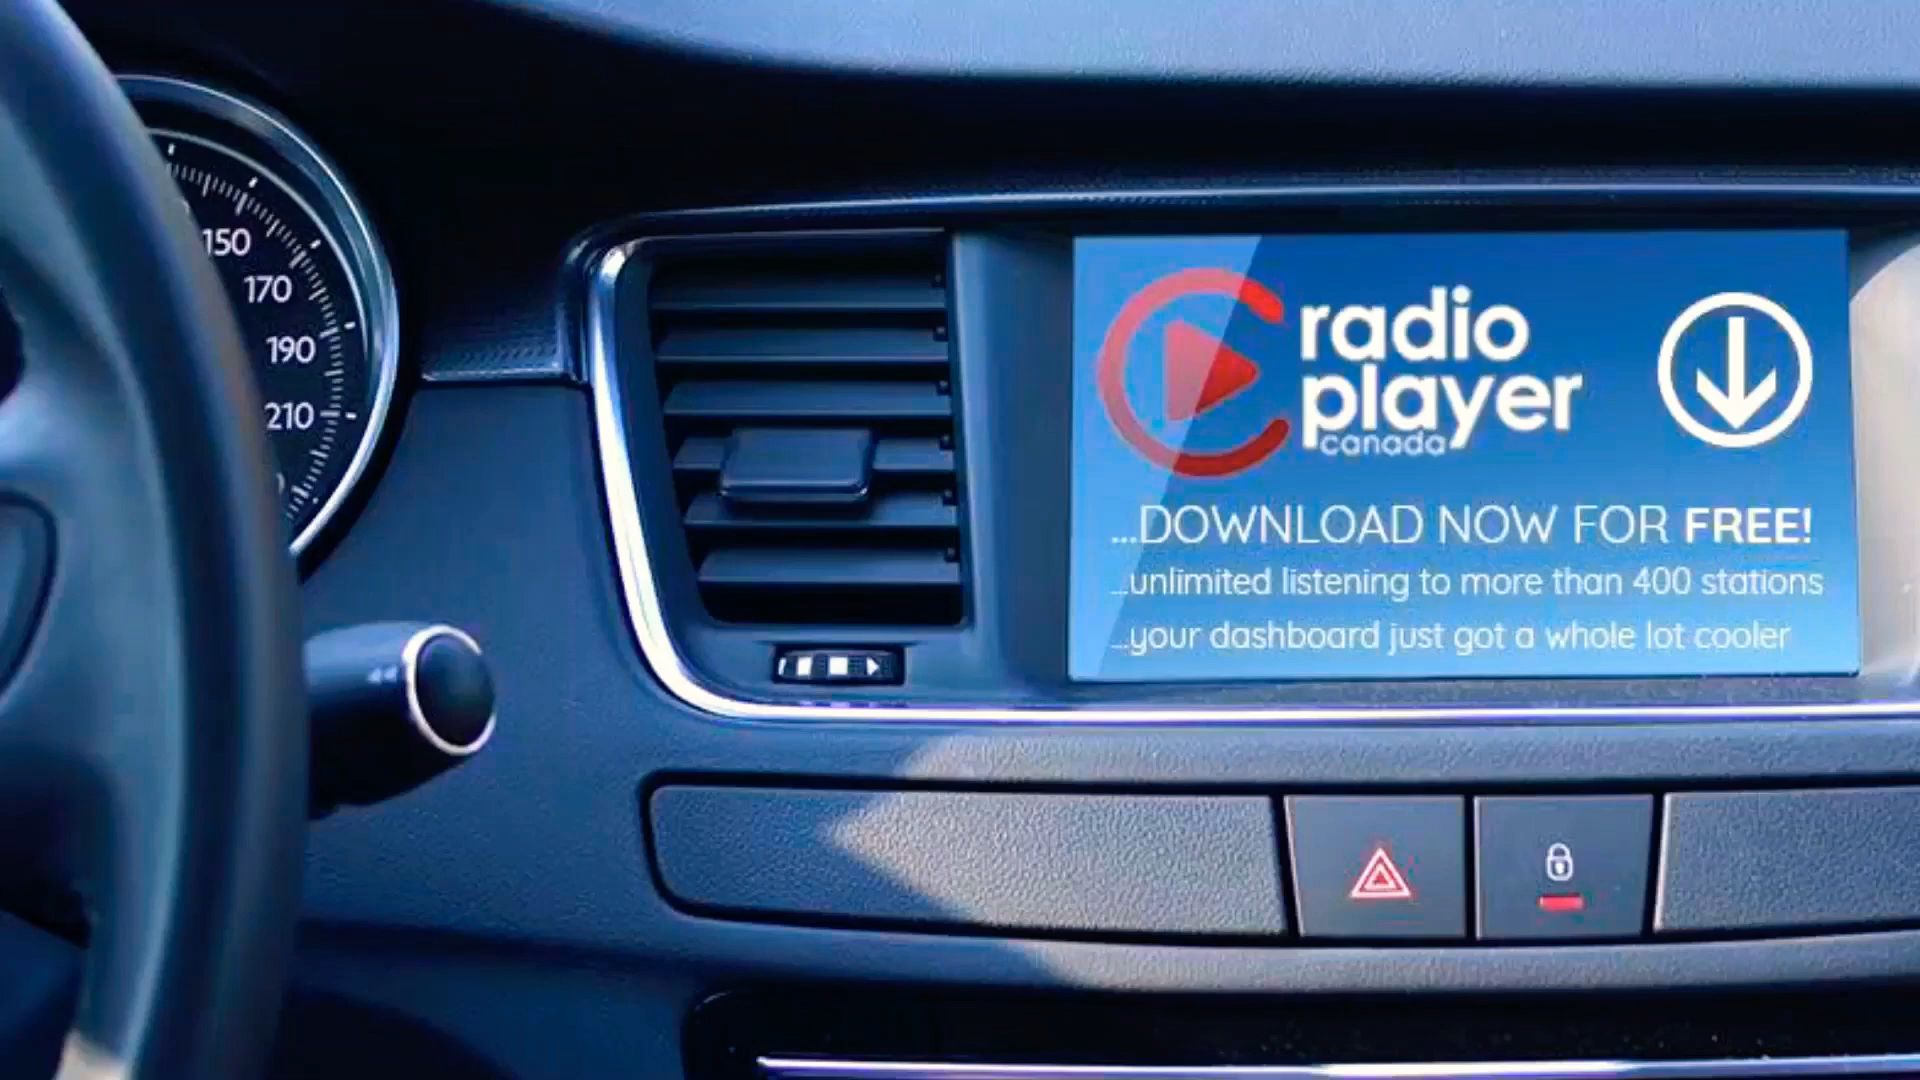 150
170
190
210
radio
player
canada
...DOWNLOAD NOW FOR FREE!
...unlimited listening to more than 400 stations
...your dashboard just got a whole lot cooler